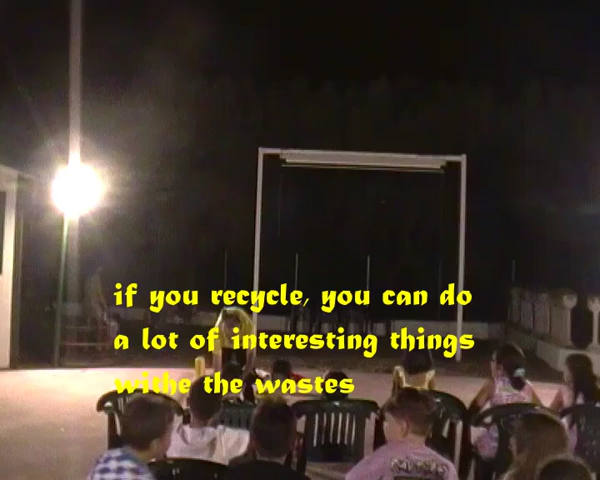 if you recycle, you can do
a lot of interesting things
withe the wastes